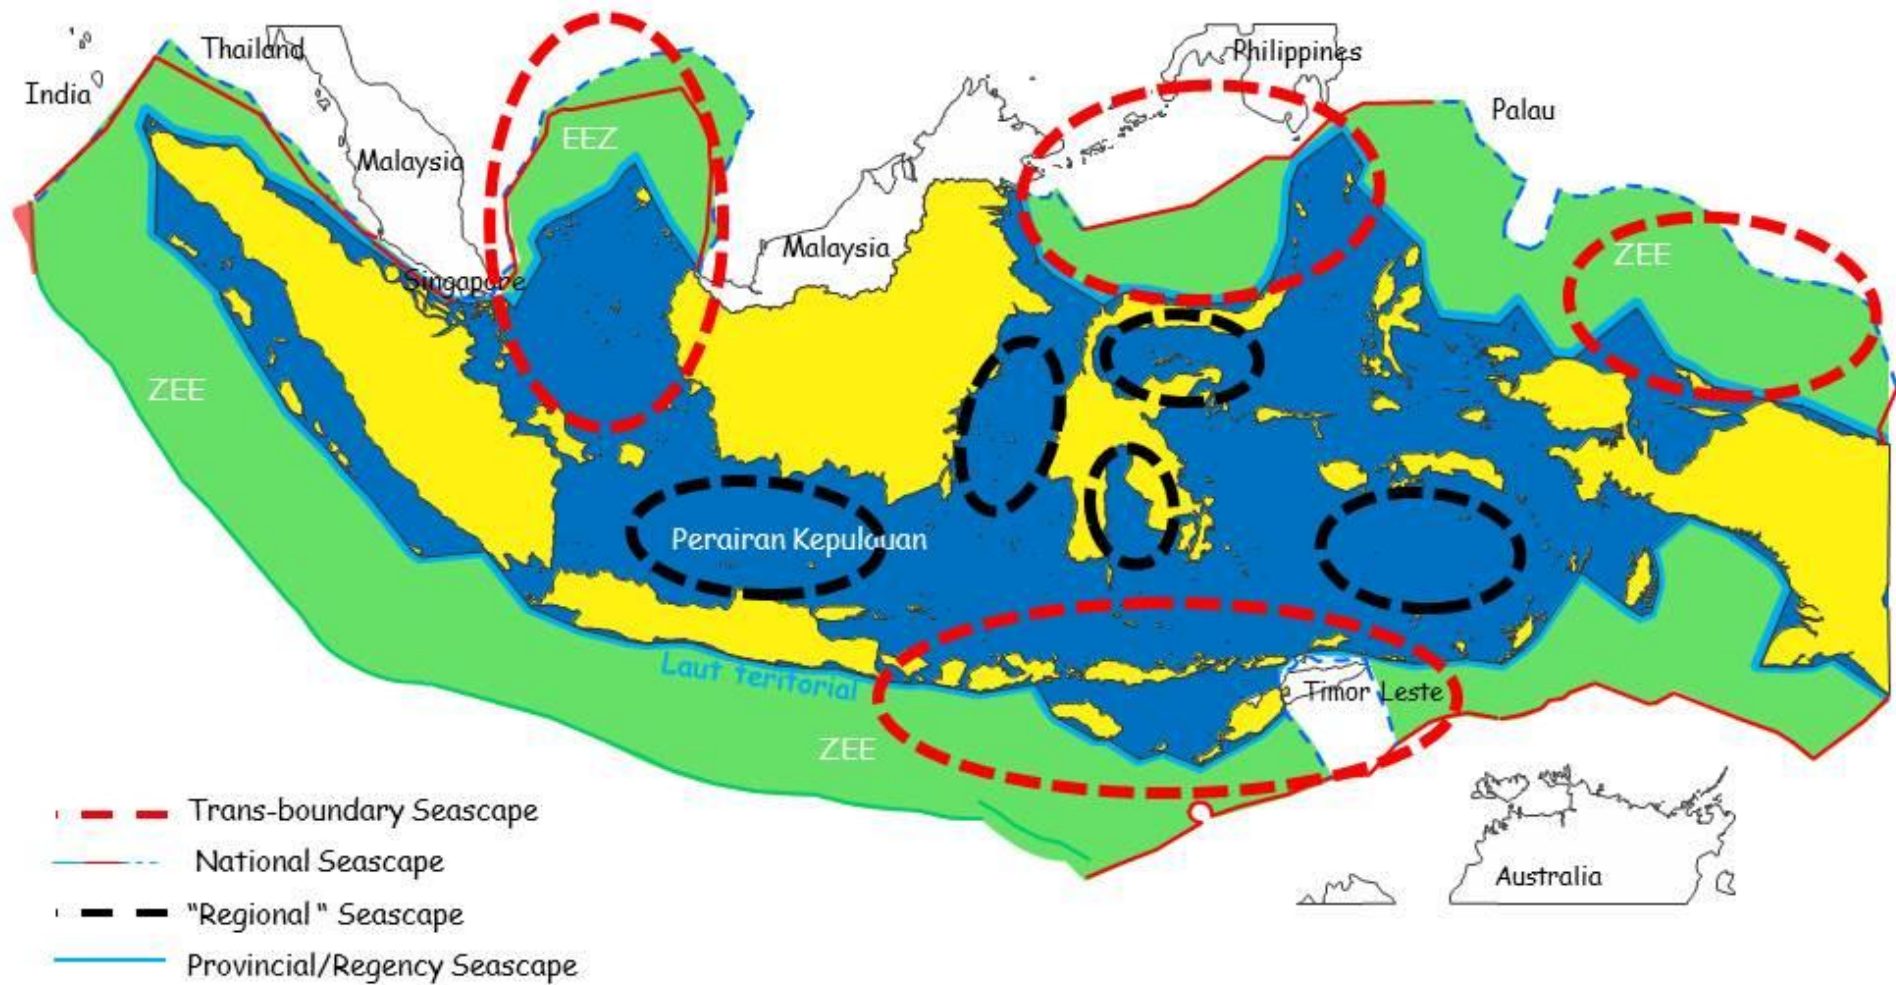 Thailand
Philippines
India
Palau
EEZ
Malaysia
Malaysia
ZEE
Singapore
ZEE
Perairan Kepulauan
Laut teritorial
Timor Leste
ZEE
Trans-boundary Seascape
National Seascape
Australia
"Regional " Seascape
Provincial/Regency Seascape